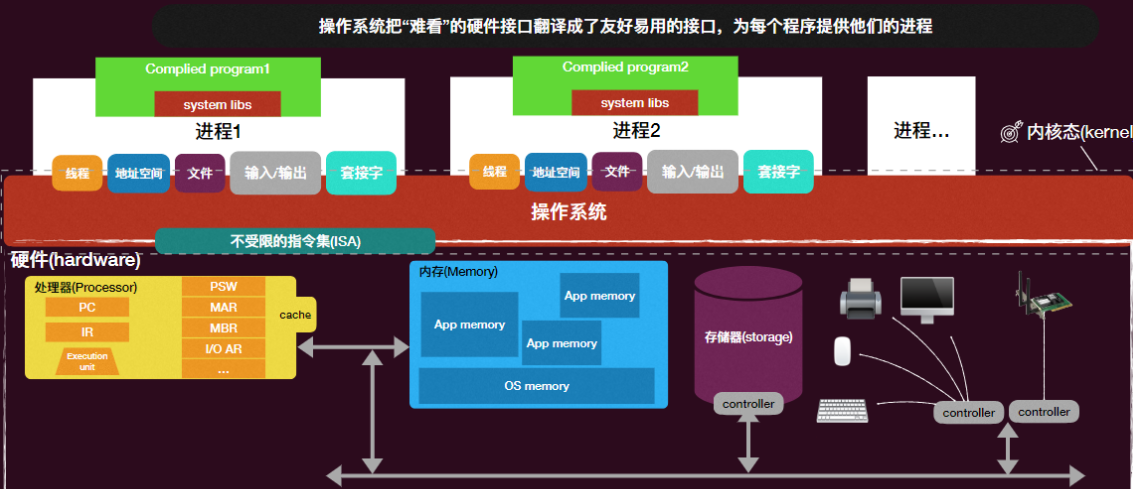 操作系统把“难看”的硬件接口翻译成了友好易用的接口，为每个程序提供他们的进程
Complied program1
system libs
进程1
线程
地址空间
文件
输入/输出
套接字
Complied program2
system libs
进程2
线程
地址空间
文件
输入/输出
套接字
进程...
内核态(kernel
操作系统
不受限的指令集(ISA)
硬件(hardware)
处理器(Processor)
PC
IR
Execution
unit
PSW
MAR
MBR
I/O AR
...
cache
内存(Memory)
App memory
App memory
App memory
OS memory
存储器(storage)
controller
controller
controller